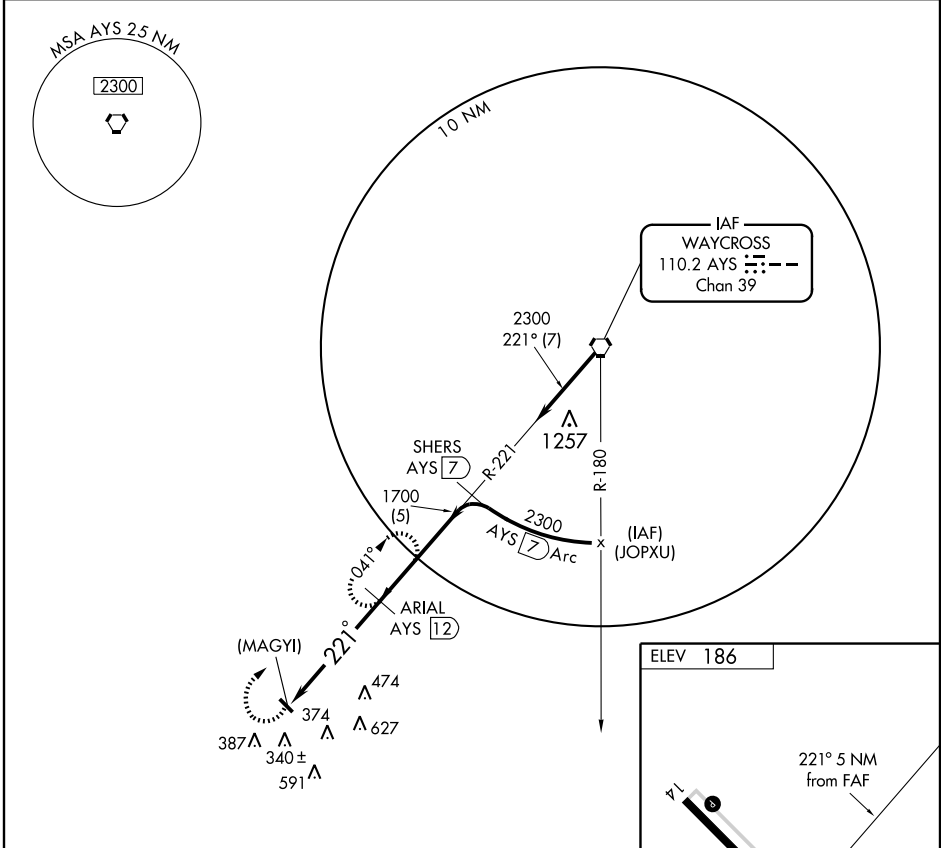 MSA AYS 25 NM
2300
10 NM
IAF
WAYCROSS
110.2 AYS
Chan 39
2300
221° (7)
1257
R-221
R-180
SHERS
AYS 7
1700
(5)
2300
AYS 7 Arc
(IAF)
(JOPXU)
041°
ARIAL
AYS 12
221°
(MAGYI)
474
374
627
387
340 ±
591
ELEV 186
221° 5 NM
from FAF
14
P